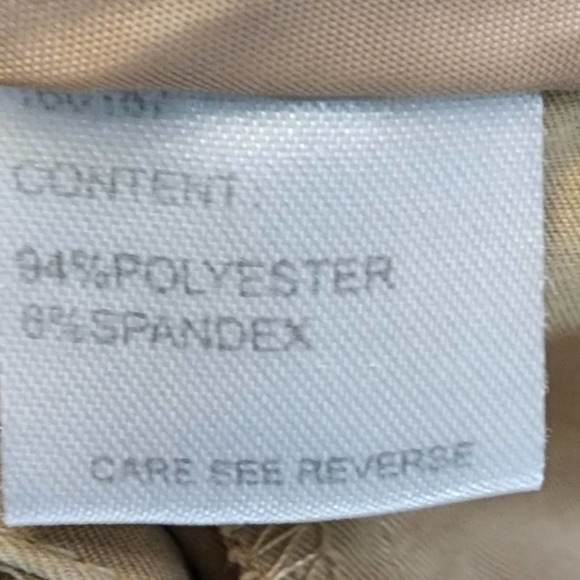 CONTENT:
94%POLYESTER
6%SPANDEX
CARE SEE REVERSE